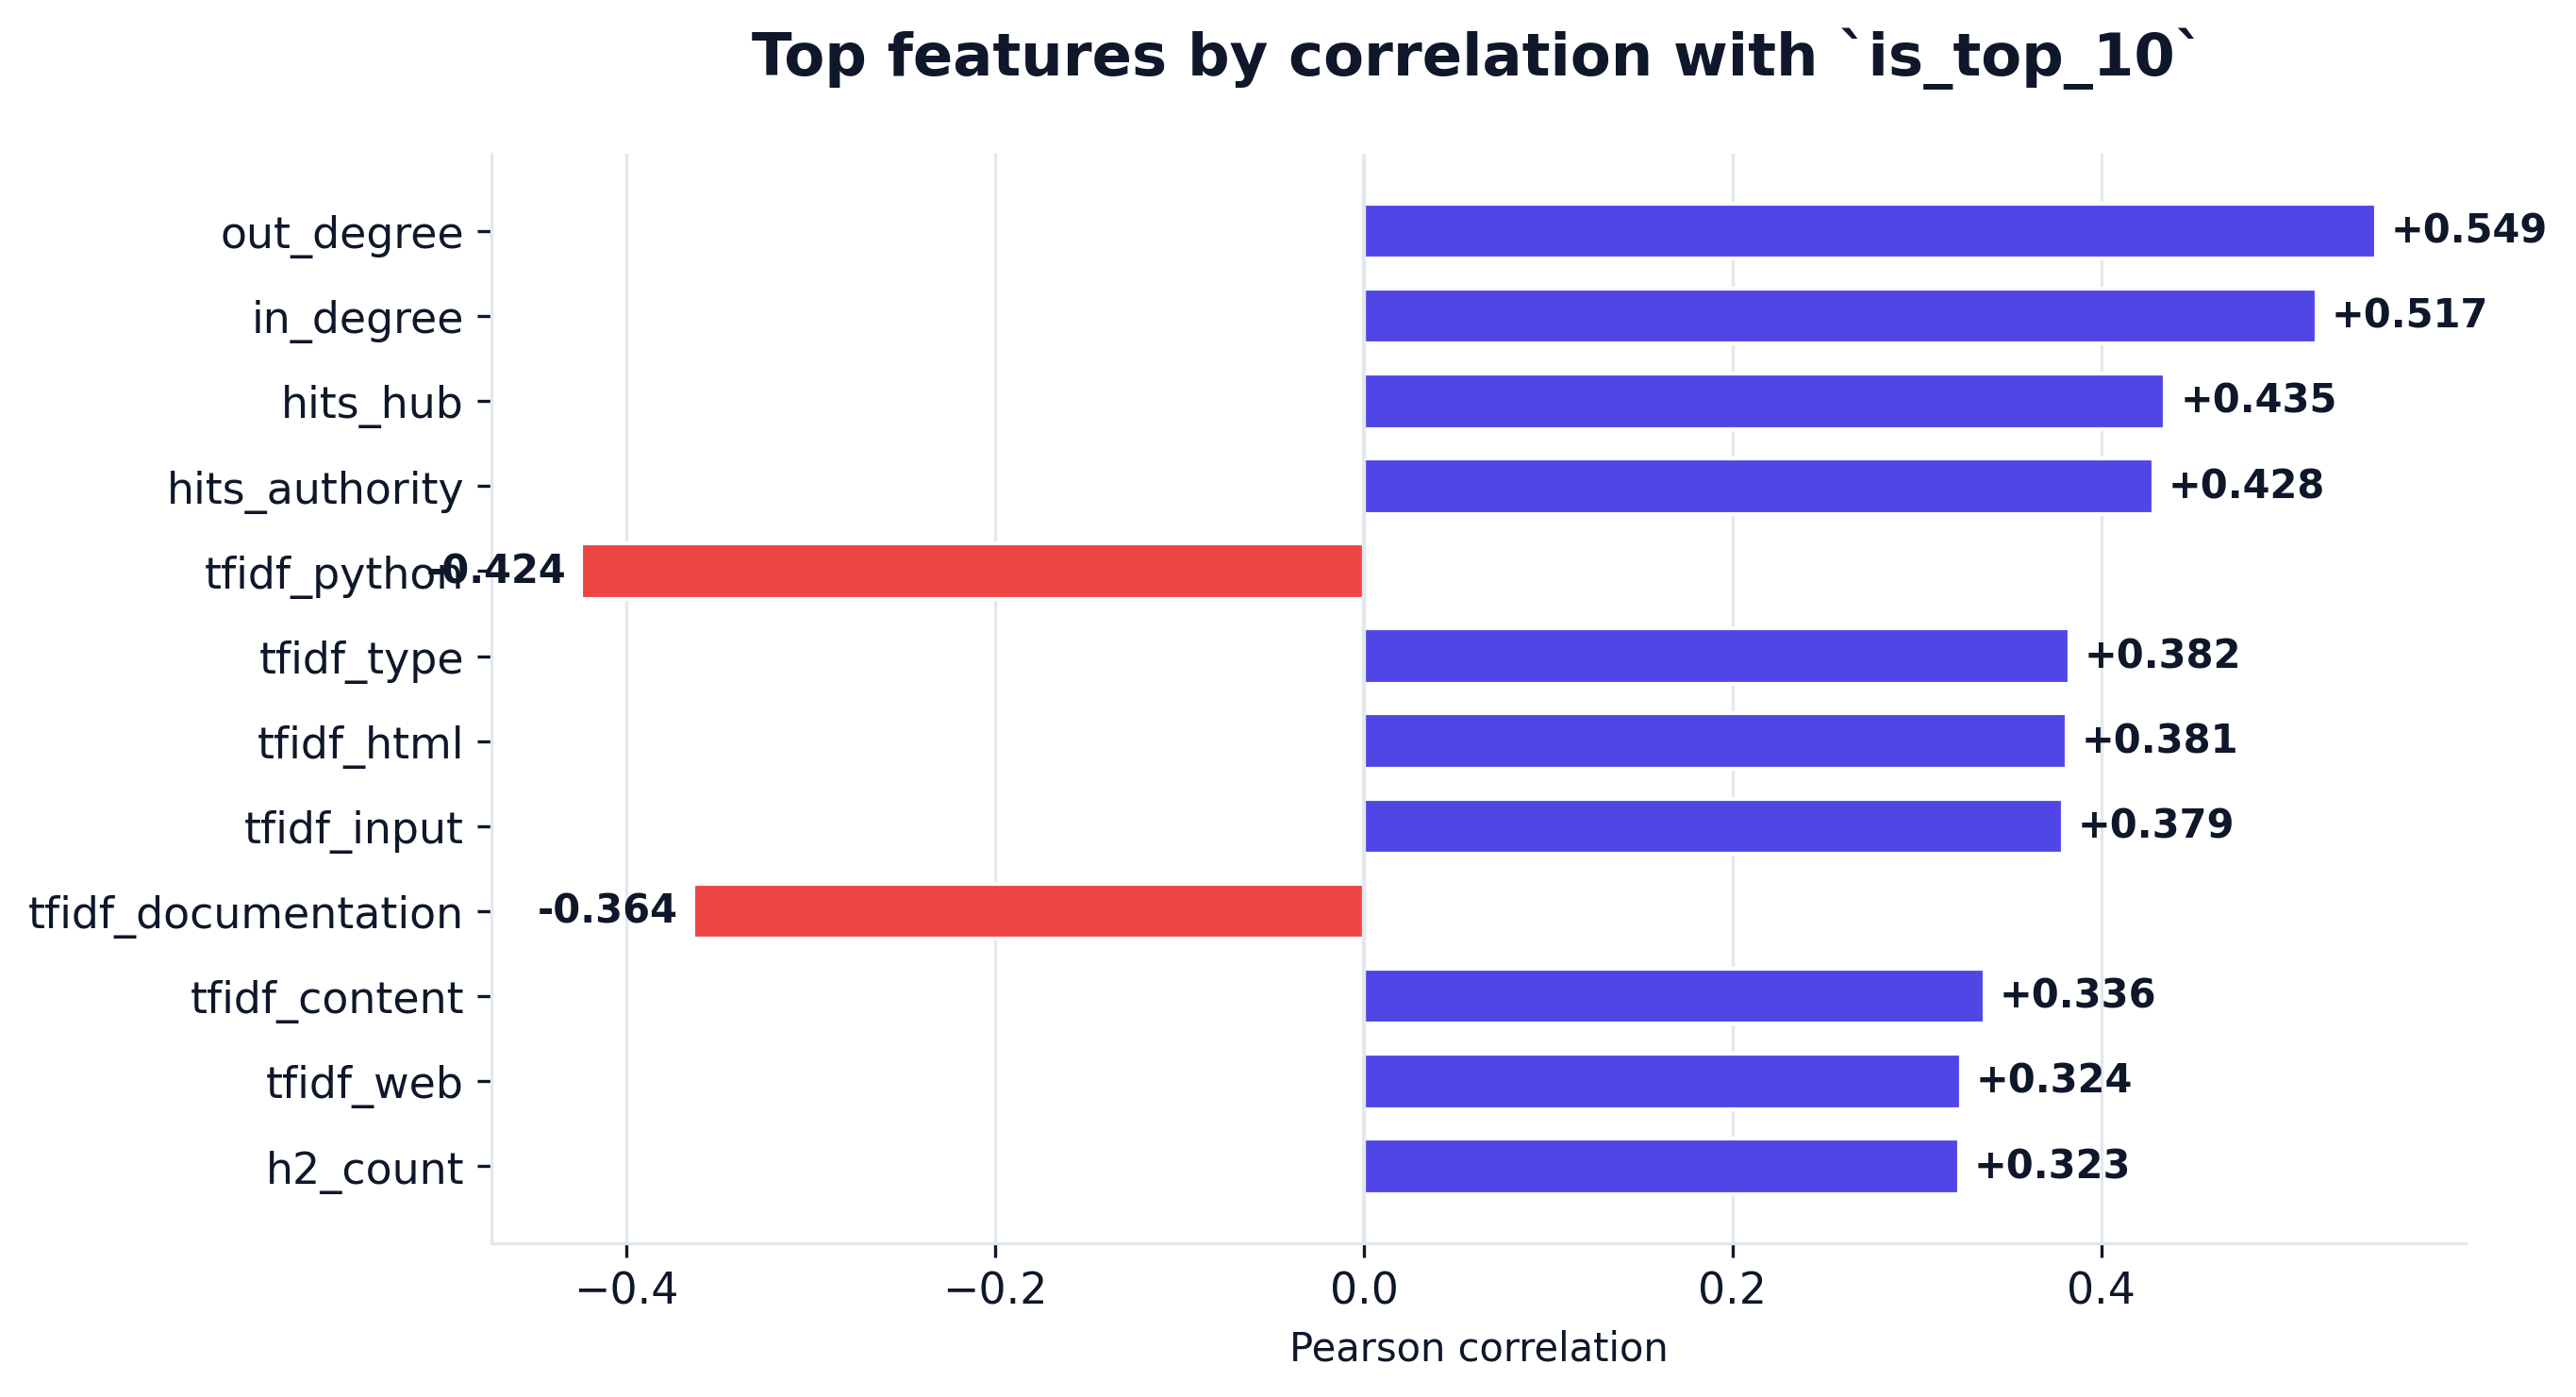 Top features by correlation with `is_top_10`
out_degree +0.549
in_degree +0.517
hits_hub +0.435
hits_authority +0.428
tfidf_python -0.424
tfidf_type +0.382
tfidf_html +0.381
tfidf_input +0.379
tfidf_documentation -0.364
tfidf_content +0.336
tfidf_web +0.324
h2_count +0.323
−0.4 −0.2 0.0 0.2 0.4
Pearson correlation